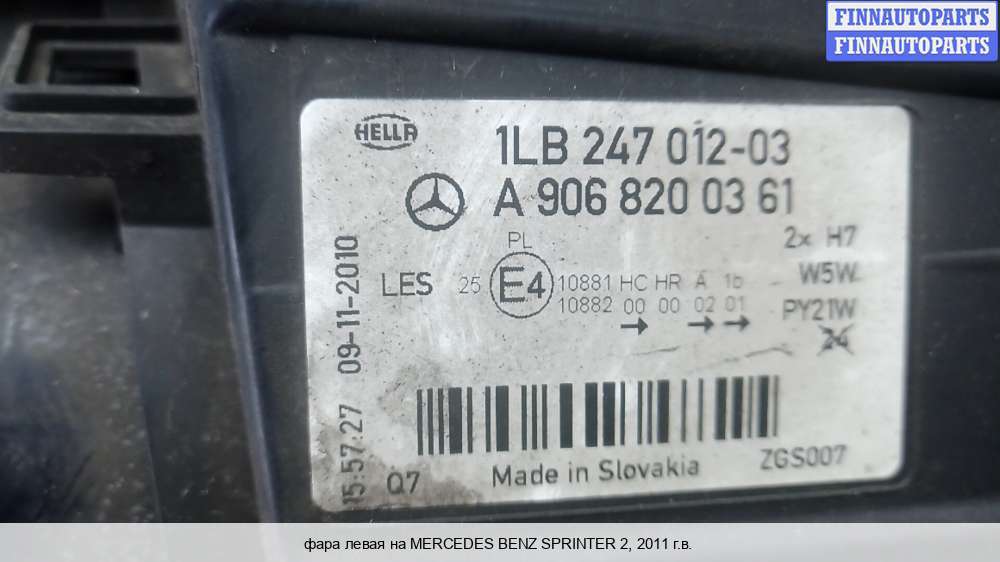 FINNAUTOPARTS
FINNAUTOPARTS
HELLA
1LB 247 012-03
A 906 820 03 61
2x H7
PL
LES 25 E4 10881 HC HR A 1b W5W
10882 00 00 02 01 PY21W
24
15:57:27 09-11-2010
Q7 Made in Slovakia ZGS007
фара левая на MERCEDES BENZ SPRINTER 2, 2011 г.в.